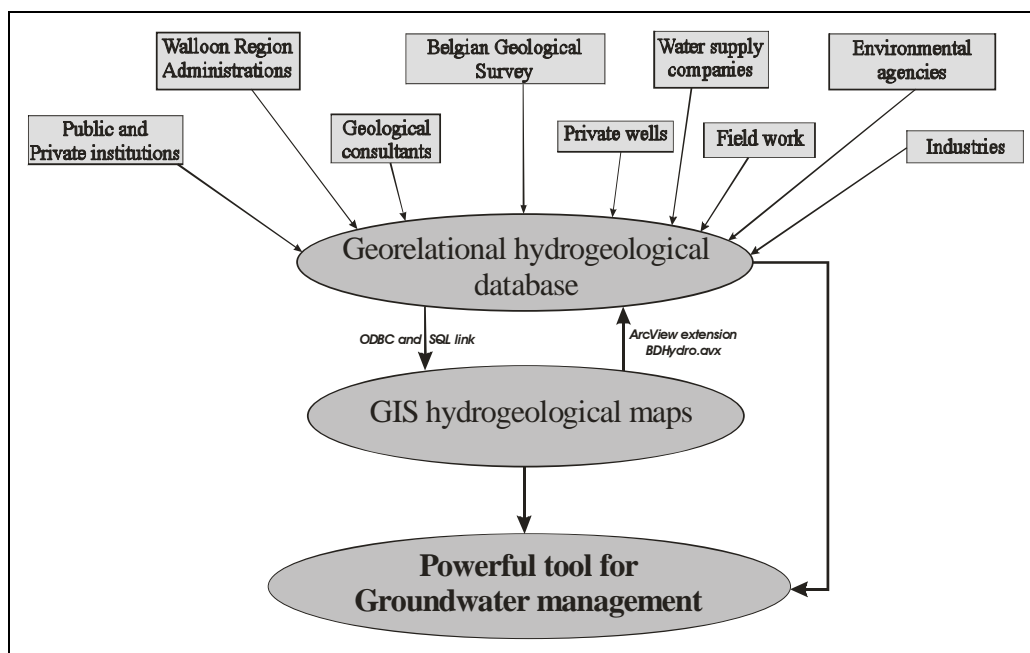 Walloon Region
Administrations
Belgian Geological
Survey
Water supply
companies
Environmental
agencies
Public and
Private institutions
Geological
consultants
Private wells
Field work
Industries
Georelational hydrogeological
database
ODBC and SQL link
ArcView extension
BDHydro.avx
GIS hydrogeological maps
Powerful tool for
Groundwater management